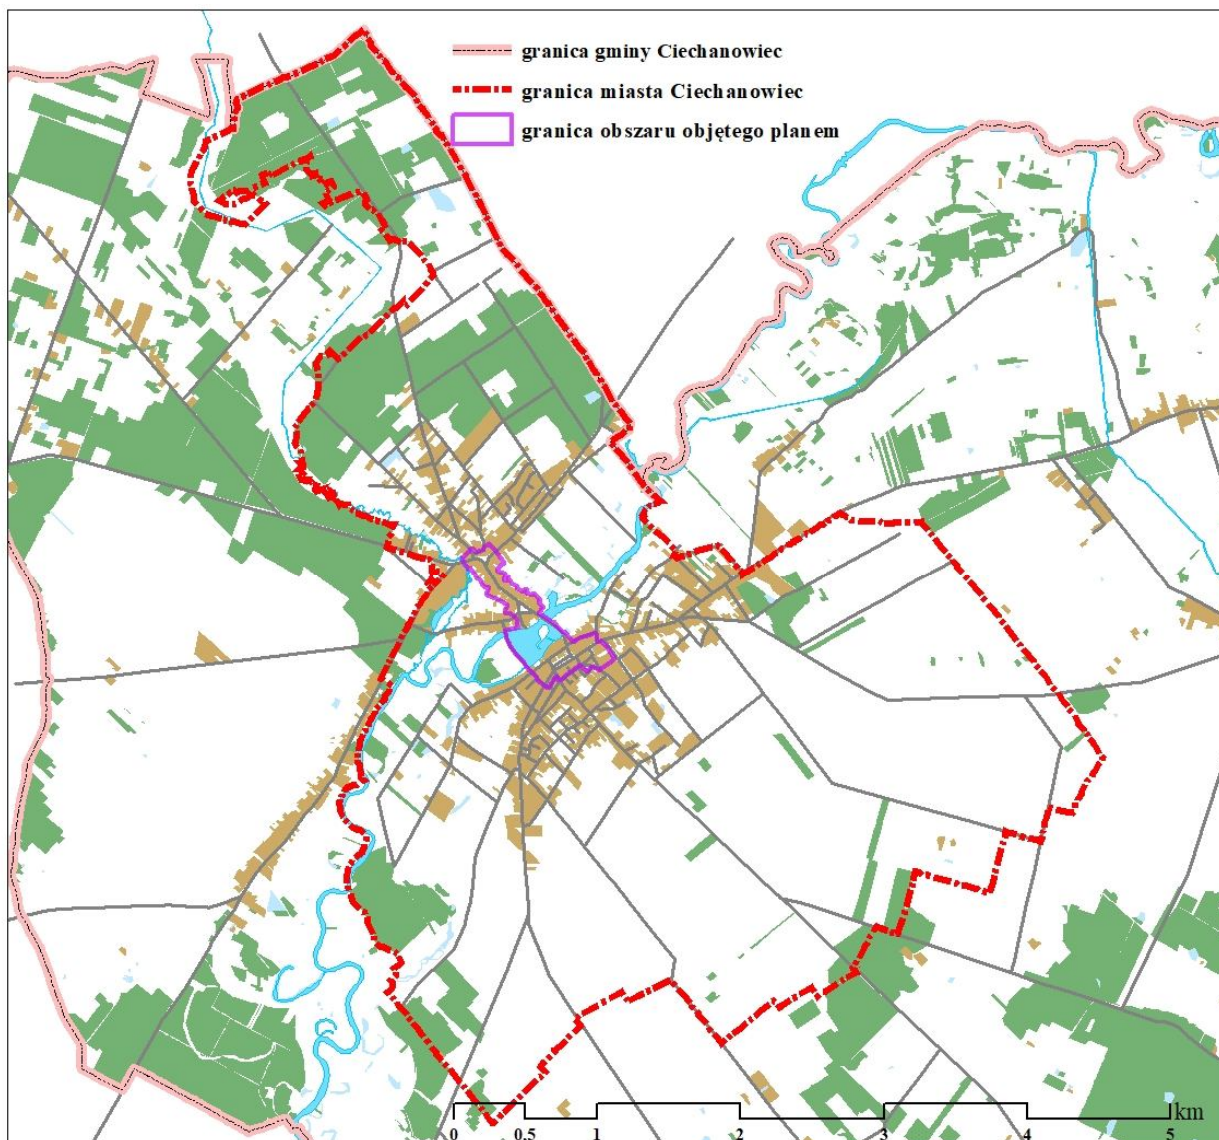 granica gminy Ciechanowiec
granica miasta Ciechanowiec
granica obszaru objętego planem
km
0 0.5 1 2 3 4 5